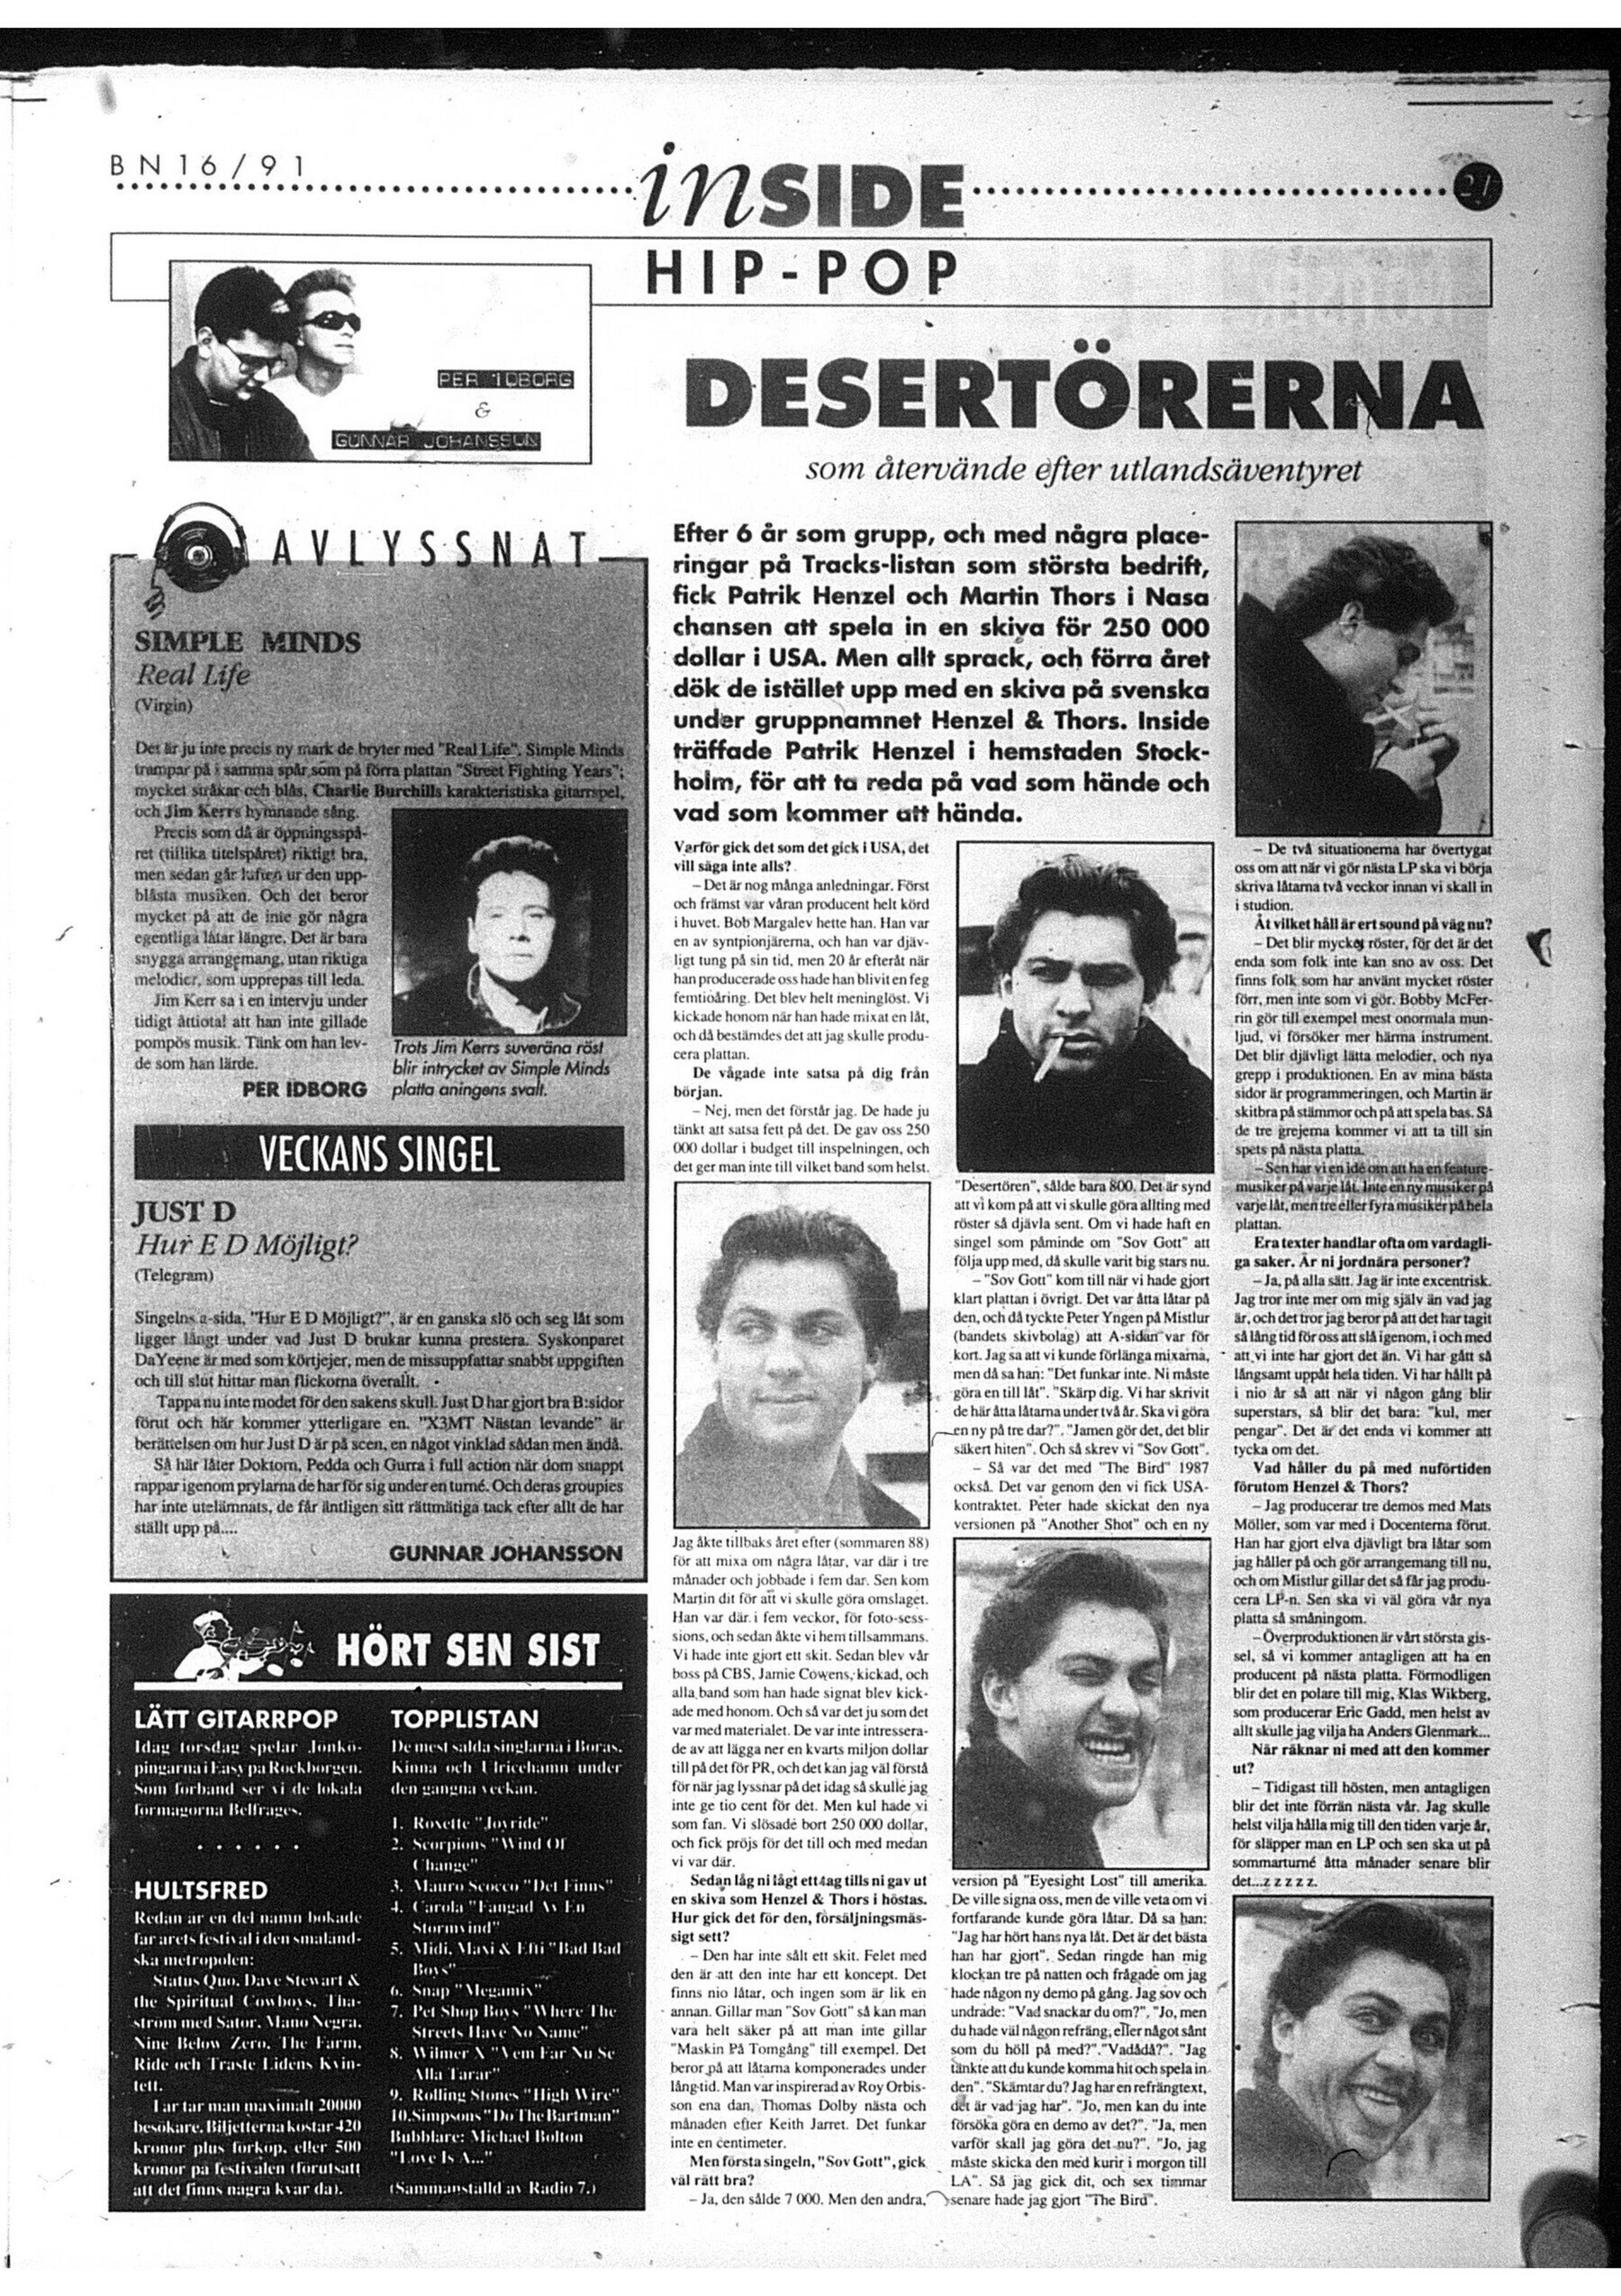 BN16/91
inSIDE
21
HIP-POP
PER IDBORG
&
GUNNAR JOHANSSON
DESERTÖRERNA
som återvände efter utlandsäventyret
AVLYSSNAT
SIMPLE MINDS
Real Life
(Virgin)
Det är ju inte precis ny mark de bryter med "Real Life". Simple Minds
trampar på i samma spår som på förra plattan "Street Fighting Years";
mycket stråkar och blås, Charlie Burchills karakteristiska gitarrspel,
och Jim Kerrs hymnande sång.
Precis som då är öppningsspå-
ret (tillika titelspåret) riktigt bra,
men sedan går luften ur den upp-
blåsta musiken. Och det beror
mycket på att de inte gör några
egentliga låtar längre. Det är bara
snygga arrangemang, utan riktiga
melodier, som upprepas till leda.
Jim Kerr sa i en intervju under
tidigt åttiotal att han inte gillade
pompös musik. Tänk om han lev-
de som han lärde.
PER IDBORG
Trots Jim Kerrs suveräna röst
blir intrycket av Simple Minds
platta aningens svalt.
VECKANS SINGEL
JUST D
Hur E D Möjligt?
(Telegram)
Singelns a-sida, "Hur E D Möjligt?", är en ganska slö och seg låt som
ligger långt under vad Just D brukar kunna prestera. Syskonparet
DaYeene är med som körtjejer, men de missuppfattar snabbt uppgiften
och till slut hittar man flickorna överallt.
Tappa nu inte modet för den sakens skull. Just D har gjort bra B:sidor
förut och här kommer ytterligare en. "X3MT Nästan levande" är
berättelsen om hur Just D är på scen, en något vinklad sådan men ändå.
Så här låter Doktorn, Pedda och Gurra i full action när dom snappt
rappar igenom prylarna de har för sig under en turné. Och deras groupies
har inte utelämnats, de får äntligen sitt rättmätiga tack efter allt de har
ställt upp på....
GUNNAR JOHANSSON
HÖRT SEN SIST
LÄTT GITARRPOP
Idag torsdag spelar Jönkö-
pingarna i Easy på Rockborgen.
Som förband ser vi de lokala
förmågorna Belfrages.
HULTSFRED
Redan är en del namn bokade
får årets festival i den småländ-
ska metropolen:
Status Quo, Dave Stewart &
the Spiritual Cowboys, Thå-
ström med Sator, Mano Negra,
Nine Below Zero, The Farm,
Ride och Traste Lidéns Kvin-
tett.
I år tar man maximalt 20000
besökare. Biljetterna kostar 420
kronor plus förköp, eller 500
kronor på festivalen (förutsatt
att det finns några kvar då).
TOPPLISTAN
De mest sålda singlarna i Borås,
Kinna och Ulricehamn under
den gångna veckan.
1. Roxette "Joyride"
2. Scorpions "Wind Of
Change"
3. Mauro Scocco "Det Finns"
4. Carola "Fångad Av En
Stormvind"
5. Midi, Maxi & Efti "Bad Bad
Boys"
6. Snap "Megamix"
7. Pet Shop Boys "Where The
Streets Have No Name"
8. Wilmer X "Vem Får Nu Se
Alla Tårar"
9. Rolling Stones "High Wire"
10.Simpsons "Do The Bartman"
Bubblare: Michael Bolton
"Love Is A..."
(Sammanställd av Radio 7.)
Efter 6 år som grupp, och med några place-
ringar på Tracks-listan som största bedrift,
fick Patrik Henzel och Martin Thors i Nasa
chansen att spela in en skiva för 250 000
dollar i USA. Men allt sprack, och förra året
dök de istället upp med en skiva på svenska
under gruppnamnet Henzel & Thors. Inside
träffade Patrik Henzel i hemstaden Stock-
holm, för att ta reda på vad som hände och
vad som kommer att hända.
Varför gick det som det gick i USA, det
vill säga inte alls?
– Det är nog många anledningar. Först
och främst var våran producent helt körd
i huvet. Bob Margalev hette han. Han var
en av syntpionjärerna, och han var djäv-
ligt tung på sin tid, men 20 år efteråt när
han producerade oss hade han blivit en feg
femtioåring. Det blev helt meninglöst. Vi
kickade honom när han hade mixat en låt,
och då bestämdes det att jag skulle produ-
cera plattan.
De vågade inte satsa på dig från
början.
– Nej, men det förstår jag. De hade ju
tänkt att satsa fett på det. De gav oss 250
000 dollar i budget till inspelningen, och
det ger man inte till vilket band som helst.
Jag åkte tillbaks året efter (sommaren 88)
för att mixa om några låtar, var där i tre
månader och jobbade i fem dar. Sen kom
Martin dit för att vi skulle göra omslaget.
Han var där i fem veckor, för foto-sess-
sions, och sedan åkte vi hem tillsammans.
Vi hade inte gjort ett skit. Sedan blev vår
boss på CBS, Jamie Cowens, kickad, och
alla band som han hade signat blev kick-
ade med honom. Och så var det ju som det
var med materialet. De var inte intressera-
de av att lägga ner en kvarts miljon dollar
till på det för PR, och det kan jag väl förstå
för när jag lyssnar på det idag så skulle jag
inte ge tio cent för det. Men kul hade vi
som fan. Vi slösade bort 250 000 dollar,
och fick pröjs för det till och med medan
vi var där.
Sedan låg ni lågt ett tag tills ni gav ut
en skiva som Henzel & Thors i höstas.
Hur gick det för den, försäljningsmäs-
sigt sett?
– Den har inte sålt ett skit. Felet med
den är att den inte har ett koncept. Det
finns nio låtar, och ingen som är lik en
annan. Gillar man "Sov Gott" så kan man
vara helt säker på att man inte gillar
"Maskin På Tomgång" till exempel. Det
beror på att låtarna komponerades under
lång tid. Man var inspirerad av Roy Orbis-
son ena dan, Thomas Dolby nästa och
månaden efter Keith Jarret. Det funkar
inte en centimeter.
Men första singeln, "Sov Gott", gick
väl rätt bra?
– Ja, den sålde 7 000. Men den andra,
"Desertören", sålde bara 800. Det är synd
att vi kom på att vi skulle göra allting med
röster så djävla sent. Om vi hade haft en
singel som påminde om "Sov Gott" att
följa upp med, då skulle varit big stars nu.
– "Sov Gott" kom till när vi hade gjort
klart plattan i övrigt. Det var åtta låtar på
den, och då tyckte Peter Yngen på Mistlur
(bandets skivbolag) att A-sidan var för
kort. Jag sa att vi kunde förlänga mixarna,
men då sa han: "Det funkar inte. Ni måste
göra en till låt". "Skärp dig. Vi har skrivit
de här åtta låtarna under två år. Ska vi göra
en ny på tre dar?". "Jamen gör det, det blir
säkert hiten". Och så skrev vi "Sov Gott".
– Så var det med "The Bird" 1987
också. Det var genom den vi fick USA-
kontraktet. Peter hade skickat den nya
versionen på "Another Shot" och en ny
version på "Eyesight Lost" till amerika.
De ville signa oss, men de ville veta om vi
fortfarande kunde göra låtar. Då sa han:
"Jag har hört hans nya låt. Det är det bästa
han har gjort". Sedan ringde han mig
klockan tre på natten och frågade om jag
hade någon ny demo på gång. Jag sov och
undrade: "Vad snackar du om?", "Jo, men
du hade väl någon refräng, eller något sånt
som du höll på med?"."Vadådå?". "Jag
tänkte att du kunde komma hit och spela in
den". "Skämtar du? Jag har en refrängtext,
det är vad jag har". "Jo, men kan du inte
försöka göra en demo av det?". "Ja, men
varför skall jag göra det nu?". "Jo, jag
måste skicka den med kurir i morgon till
LA". Så jag gick dit, och sex timmar
senare hade jag gjort "The Bird".
– De två situationerna har övertygat
oss om att när vi gör nästa LP ska vi börja
skriva låtarna två veckor innan vi skall in
i studion.
Åt vilket håll är ert sound på väg nu?
– Det blir mycket röster, för det är det
enda som folk inte kan sno av oss. Det
finns folk som har använt mycket röster
förr, men inte som vi gör. Bobby McFer-
rin gör till exempel mest onormala mun-
ljud, vi försöker mer härma instrument.
Det blir djävligt lätta melodier, och nya
grepp i produktionen. En av mina bästa
sidor är programmeringen, och Martin är
skitbra på stämmor och på att spela bas. Så
de tre grejerna kommer vi att ta till sin
spets på nästa platta.
– Sen har vi en idé om att ha en feature-
musiker på varje låt. Inte en ny musiker på
varje låt, men tre eller fyra musiker på hela
plattan.
Era texter handlar ofta om vardagli-
ga saker. Är ni jordnära personer?
– Ja, på alla sätt. Jag är inte excentrisk.
Jag tror inte mer om mig själv än vad jag
är, och det tror jag beror på att det har tagit
så lång tid för oss att slå igenom, i och med
att vi inte har gjort det än. Vi har gått så
långsamt uppåt hela tiden. Vi har hållt på
i nio år så att när vi någon gång blir
superstars, så blir det bara: "kul, mer
pengar". Det är det enda vi kommer att
tycka om det.
Vad håller du på med nuförtiden
förutom Henzel & Thors?
– Jag producerar tre demos med Mats
Möller, som var med i Docenterna förut.
Han har gjort elva djävligt bra låtar som
jag håller på och gör arrangemang till nu,
och om Mistlur gillar det så får jag produ-
cera LP-n. Sen ska vi väl göra vår nya
platta så småningom.
– Överproduktionen är vårt största gis-
sel, så vi kommer antagligen att ha en
producent på nästa platta. Förmodligen
blir det en polare till mig, Klas Wikberg,
som producerar Eric Gadd, men helst av
allt skulle jag vilja ha Anders Glenmark...
När räknar ni med att den kommer
ut?
– Tidigast till hösten, men antagligen
blir det inte förrän nästa vår. Jag skulle
helst vilja hålla mig till den tiden varje år,
för släpper man en LP och sen ska ut på
sommarturné åtta månader senare blir
det...z z z z z.